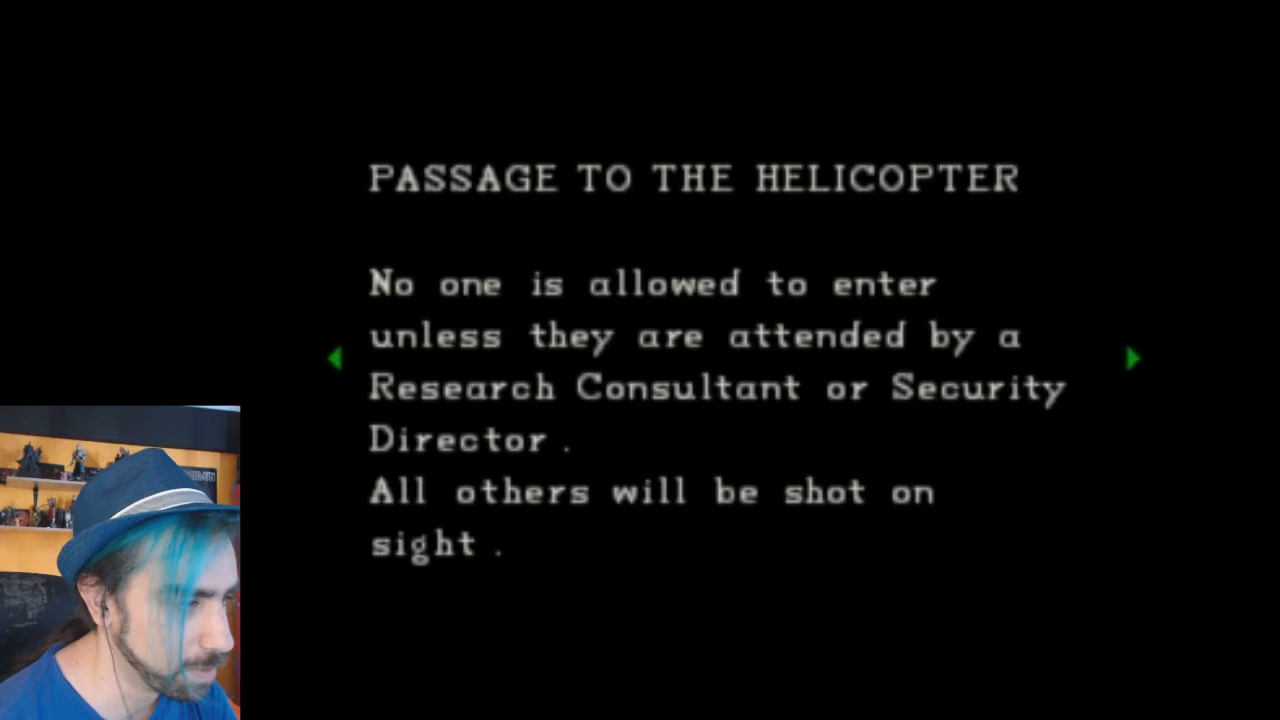 PASSAGE TO THE HELICOPTER
No one is allowed to enter
unless they are attended by a
Research Consultant or Security
Director .
All others will be shot on
sight .